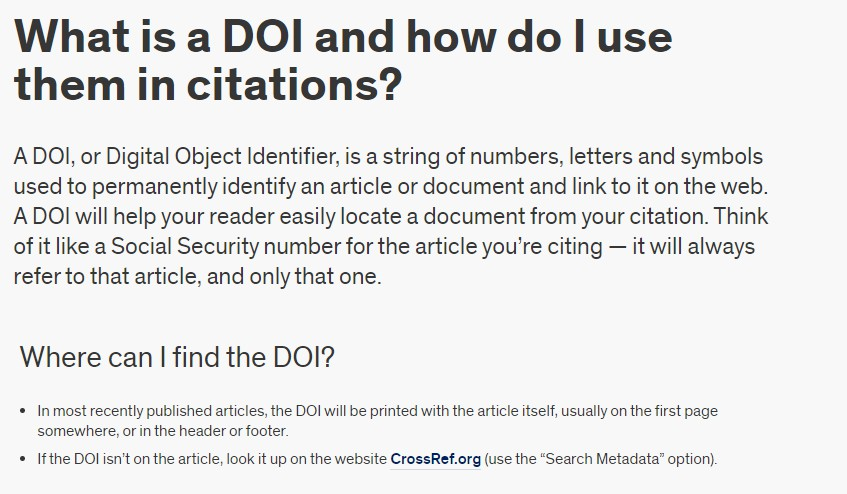 What is a DOI and how do I use
them in citations?
A DOI, or Digital Object Identifier, is a string of numbers, letters and symbols
used to permanently identify an article or document and link to it on the web.
A DOI will help your reader easily locate a document from your citation. Think
of it like a Social Security number for the article you’re citing — it will always
refer to that article, and only that one.
Where can I find the DOI?
• In most recently published articles, the DOI will be printed with the article itself, usually on the first page
somewhere, or in the header or footer.
• If the DOI isn’t on the article, look it up on the website CrossRef.org (use the “Search Metadata” option).